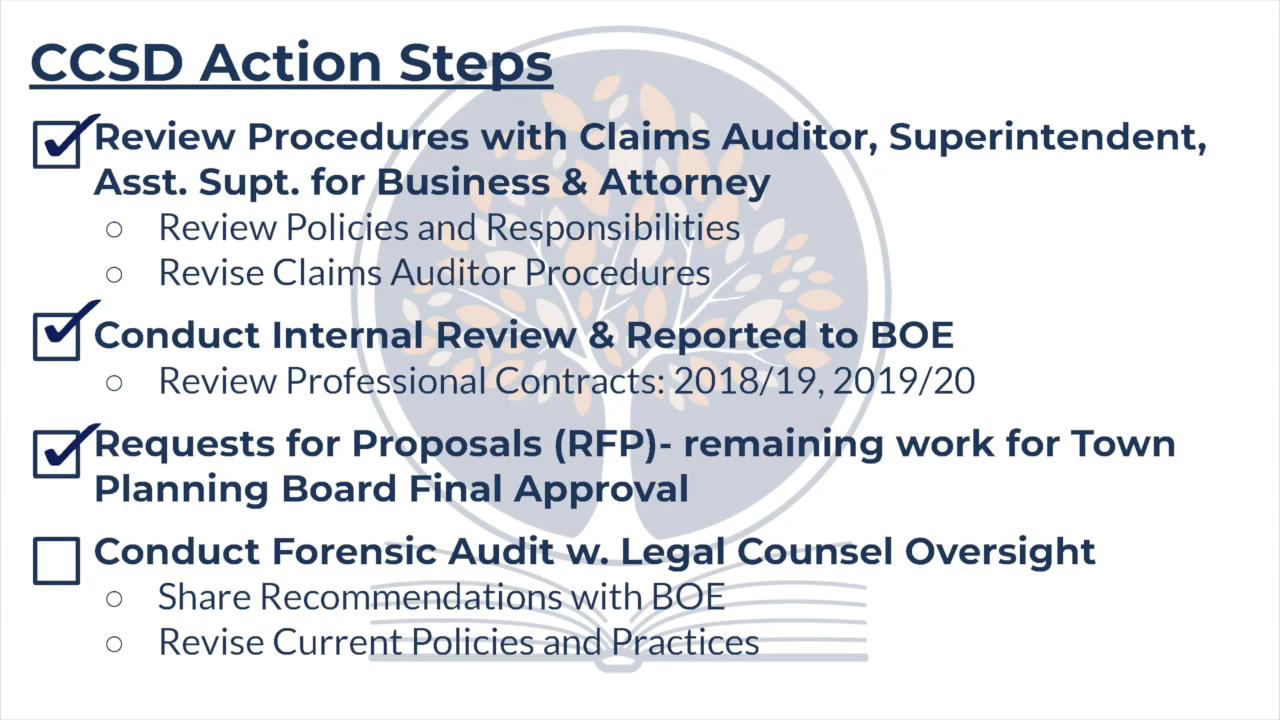 CCSD Action Steps
Review Procedures with Claims Auditor, Superintendent,
Asst. Supt. for Business & Attorney
○ Review Policies and Responsibilities
○ Revise Claims Auditor Procedures
Conduct Internal Review & Reported to BOE
○ Review Professional Contracts: 2018/19, 2019/20
Requests for Proposals (RFP)- remaining work for Town
Planning Board Final Approval
Conduct Forensic Audit w. Legal Counsel Oversight
○ Share Recommendations with BOE
○ Revise Current Policies and Practices